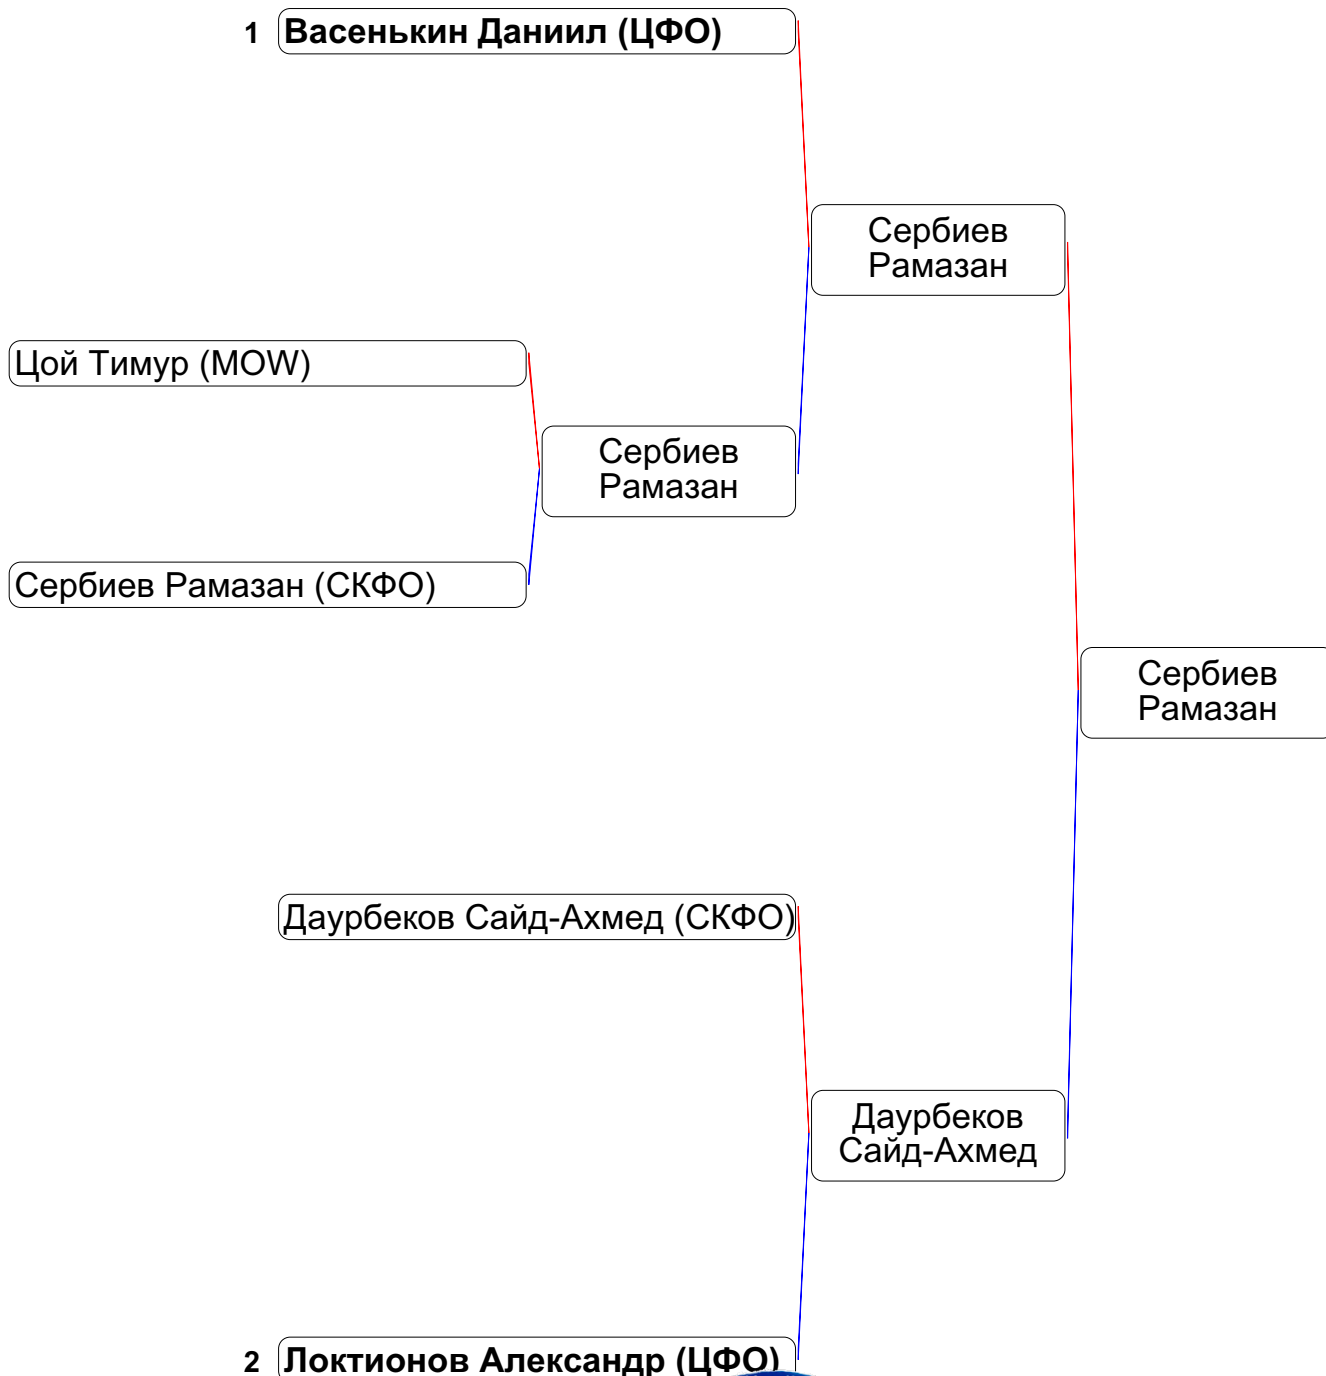 1 Васенькин Даниил (ЦФО)
Сербиев
Рамазан
Цой Тимур (MOW)
Сербиев
Рамазан
Сербиев Рамазан (СКФО)
Сербиев
Рамазан
Даурбеков Сайд-Ахмед (СКФО)
Даурбеков
Сайд-Ахмед
2 Локтионов Александр (ЦФО)